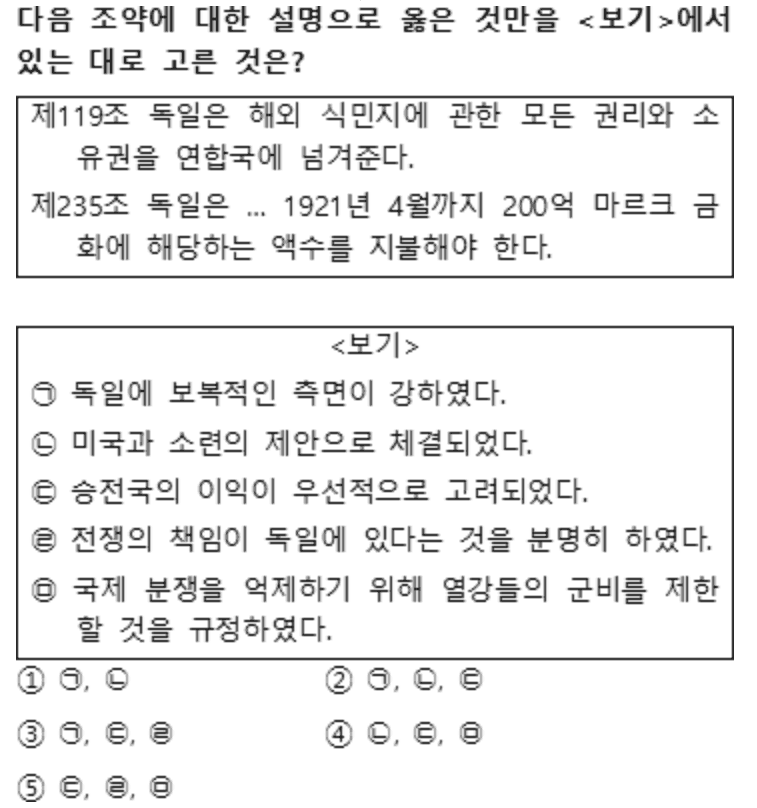 다음 조약에 대한 설명으로 옳은 것만을 <보기>에서
있는 대로 고른 것은?
제119조 독일은 해외 식민지에 관한 모든 권리와 소
유권을 연합국에 넘겨준다.
제235조 독일은 ... 1921년 4월까지 200억 마르크 금
화에 해당하는 액수를 지불해야 한다.
<보기>
㉠ 독일에 보복적인 측면이 강하였다.
㉡ 미국과 소련의 제안으로 체결되었다.
㉢ 승전국의 이익이 우선적으로 고려되었다.
㉣ 전쟁의 책임이 독일에 있다는 것을 분명히 하였다.
㉤ 국제 분쟁을 억제하기 위해 열강들의 군비를 제한
할 것을 규정하였다.
① ㉠, ㉡ ② ㉠, ㉡, ㉢
③ ㉠, ㉢, ㉣ ④ ㉡, ㉢, ㉤
⑤ ㉢, ㉣, ㉤